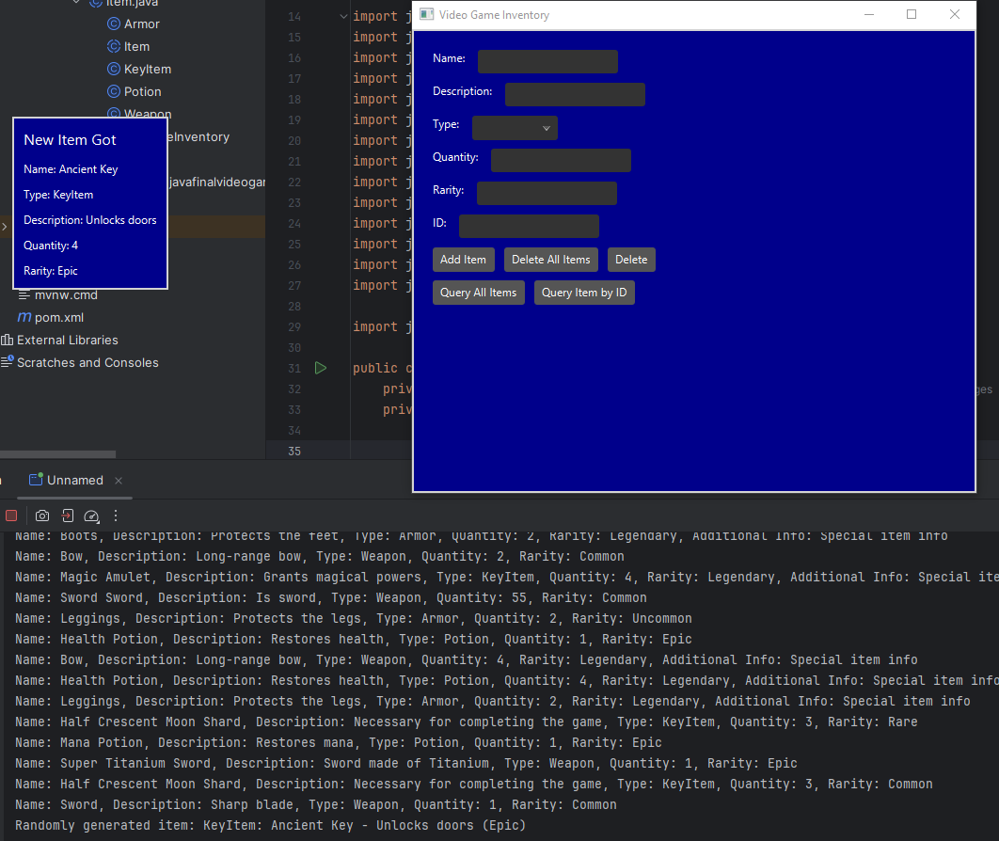 Item.java
Armor
Item
KeyItem
Potion
Weapon
eInventory
javafinalvideogar
New Item Got
Name: Ancient Key
Type: KeyItem
Description: Unlocks doors
Quantity: 4
Rarity: Epic
mvnw.cmd
m pom.xml
External Libraries
Scratches and Consoles
14 import j
15 import j
16 import j
17 import j
18 import j
19 import j
20 import j
21 import j
22 import j
23 import j
24 import j
25 import j
26 import j
27 import j
28
29 import j
30
31 public c
32 priv
33 priv
34
35
ges
Video Game Inventory
Name:
Description:
Type:
Quantity:
Rarity:
ID:
Add Item Delete All Items Delete
Query All Items Query Item by ID
Unnamed
Name: Boots, Description: Protects the feet, Type: Armor, Quantity: 2, Rarity: Legendary, Additional Info: Special item info
Name: Bow, Description: Long-range bow, Type: Weapon, Quantity: 2, Rarity: Common
Name: Magic Amulet, Description: Grants magical powers, Type: KeyItem, Quantity: 4, Rarity: Legendary, Additional Info: Special ite
Name: Sword Sword, Description: Is sword, Type: Weapon, Quantity: 55, Rarity: Common
Name: Leggings, Description: Protects the legs, Type: Armor, Quantity: 2, Rarity: Uncommon
Name: Health Potion, Description: Restores health, Type: Potion, Quantity: 1, Rarity: Epic
Name: Bow, Description: Long-range bow, Type: Weapon, Quantity: 4, Rarity: Legendary, Additional Info: Special item info
Name: Health Potion, Description: Restores health, Type: Potion, Quantity: 4, Rarity: Legendary, Additional Info: Special item info
Name: Leggings, Description: Protects the legs, Type: Armor, Quantity: 2, Rarity: Legendary, Additional Info: Special item info
Name: Half Crescent Moon Shard, Description: Necessary for completing the game, Type: KeyItem, Quantity: 3, Rarity: Rare
Name: Mana Potion, Description: Restores mana, Type: Potion, Quantity: 1, Rarity: Epic
Name: Super Titanium Sword, Description: Sword made of Titanium, Type: Weapon, Quantity: 1, Rarity: Epic
Name: Half Crescent Moon Shard, Description: Necessary for completing the game, Type: KeyItem, Quantity: 3, Rarity: Common
Name: Sword, Description: Sharp blade, Type: Weapon, Quantity: 1, Rarity: Common
Randomly generated item: KeyItem: Ancient Key - Unlocks doors (Epic)